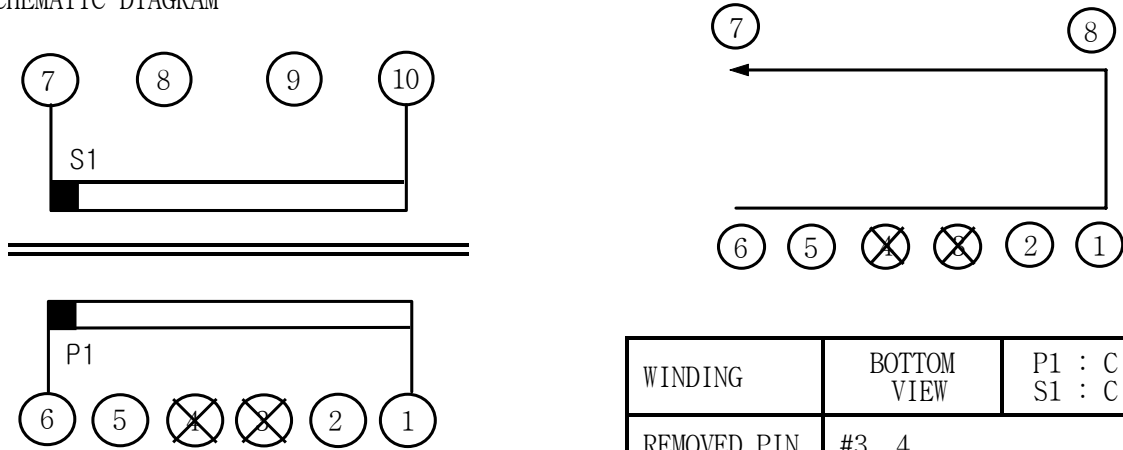 SCHEMATIC DIAGRAM
7 8 9 10
S1
P1
6 5 4 3 2 1
7 8
6 5 4 3 2 1
WINDING BOTTOM VIEW P1 : C
S1 : C
REMOVED PIN #3, 4